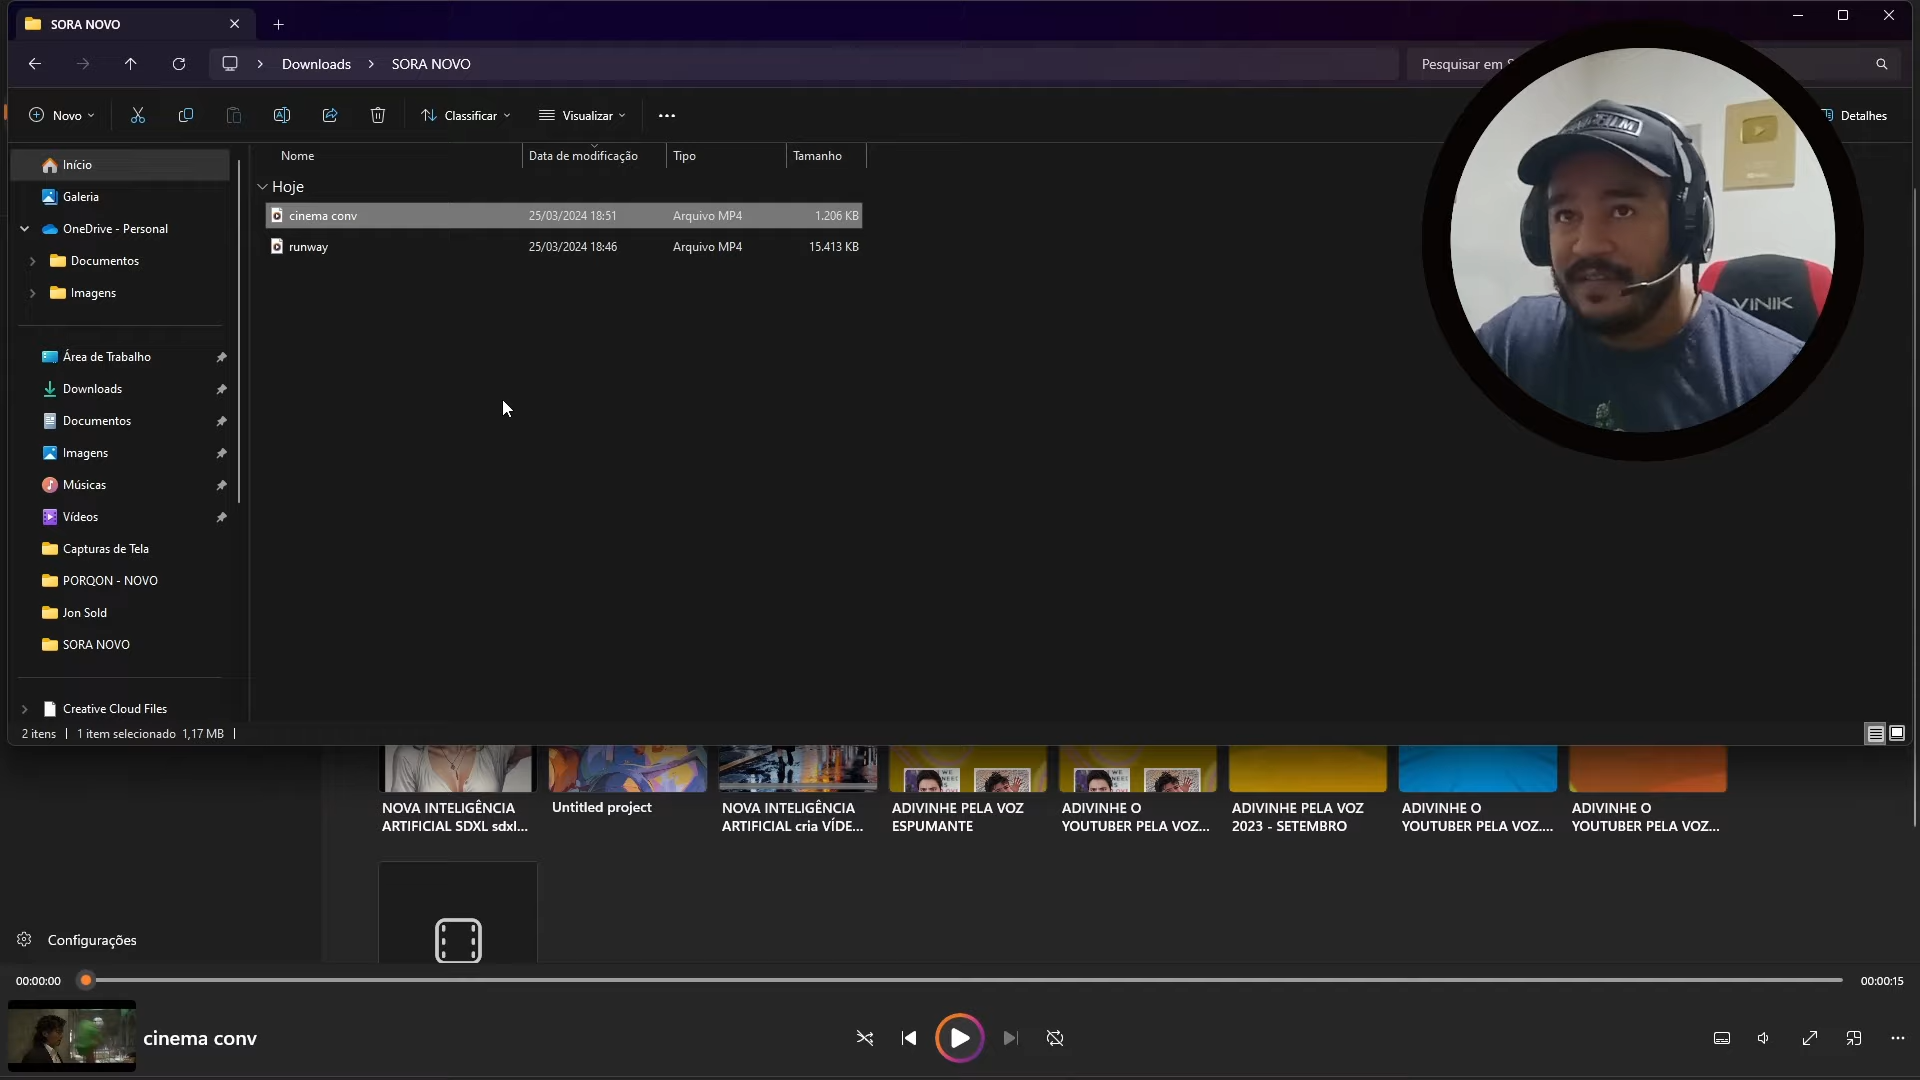 SORA NOVO
Downloads
SORA NOVO
Pesquisar em S
Novo
Classificar
Visualizar
Detalhes
Nome
Data de modificação
Tipo
Tamanho
Início
Galeria
OneDrive - Personal
Documentos
Imagens
Área de Trabalho
Downloads
Documentos
Imagens
Músicas
Vídeos
Capturas de Tela
PORQON - NOVO
Jon Sold
SORA NOVO
Creative Cloud Files
Hoje
cinema conv
25/03/2024 18:51
Arquivo MP4
1.206 KB
runway
25/03/2024 18:46
Arquivo MP4
15.413 KB
VINIK
2 itens
1 item selecionado 1,17 MB
NOVA INTELIGÊNCIA
ARTIFICIAL SDXL sdxl...
Untitled project
NOVA INTELIGÊNCIA
ARTIFICIAL cria VÍDE...
ADIVINHE PELA VOZ
ESPUMANTE
ADIVINHE O
YOUTUBER PELA VOZ...
ADIVINHE PELA VOZ
2023 - SETEMBRO
ADIVINHE O
YOUTUBER PELA VOZ....
ADIVINHE O
YOUTUBER PELA VOZ...
Configurações
00:00:00
00:00:15
cinema conv